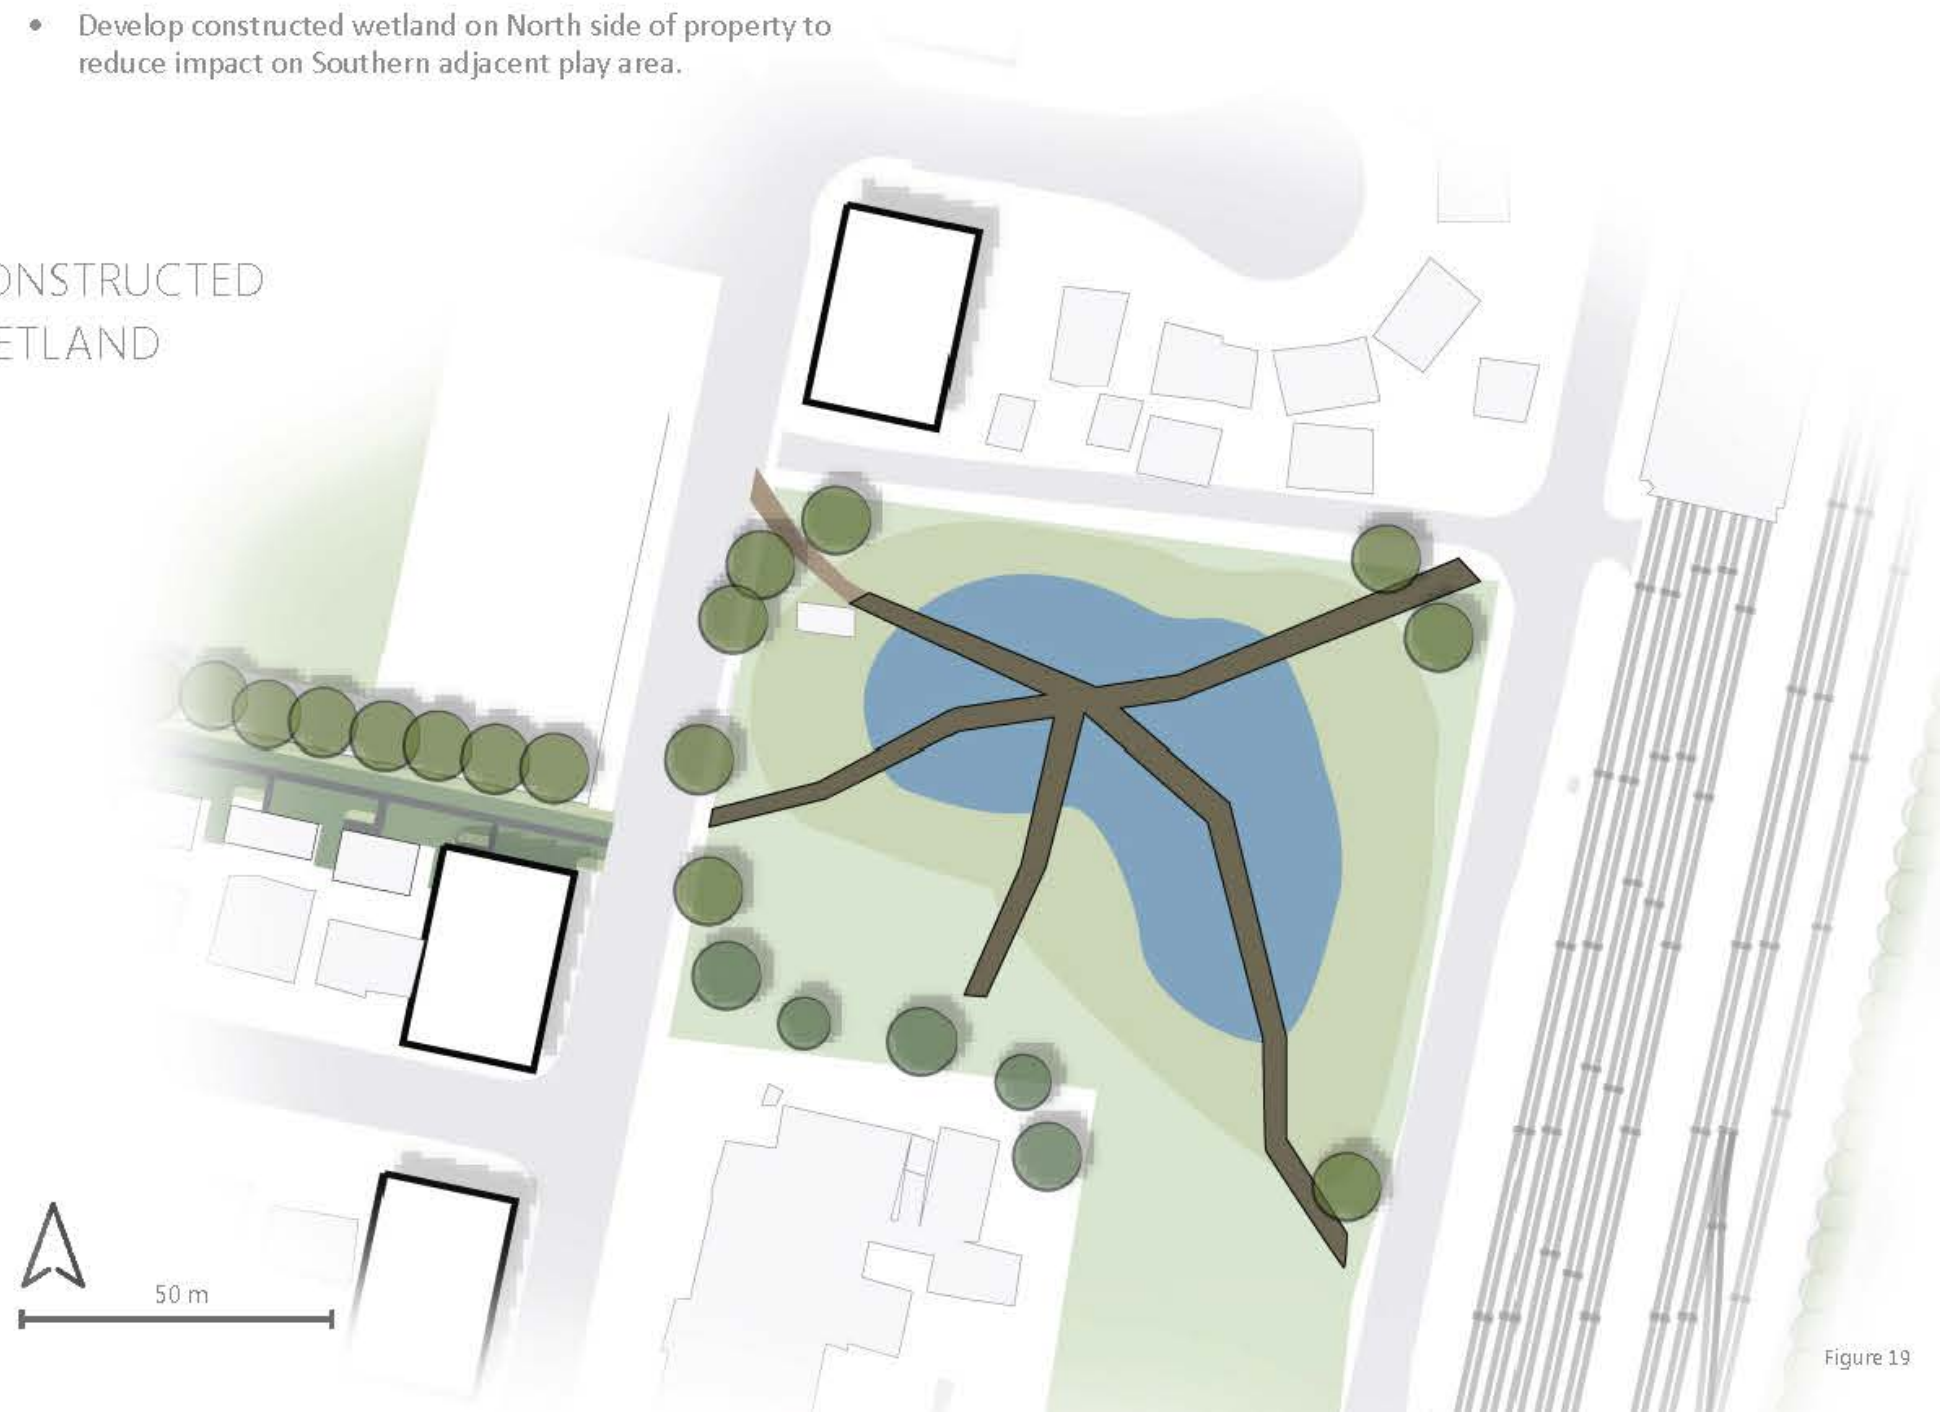 • Develop constructed wetland on North side of property to
reduce impact on Southern adjacent play area.
ONSTRUCTED
ETLAND
50 m
Figure 19